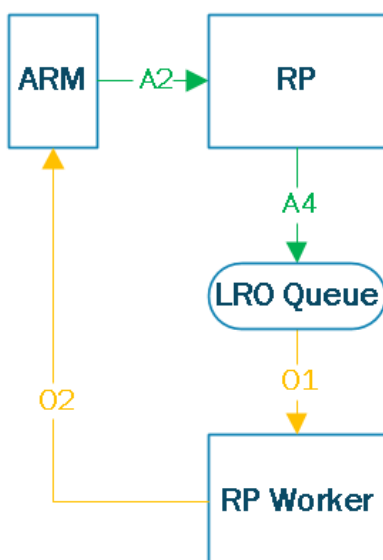 ARM
A2
RP
A4
LRO Queue
O1
O2
RP Worker